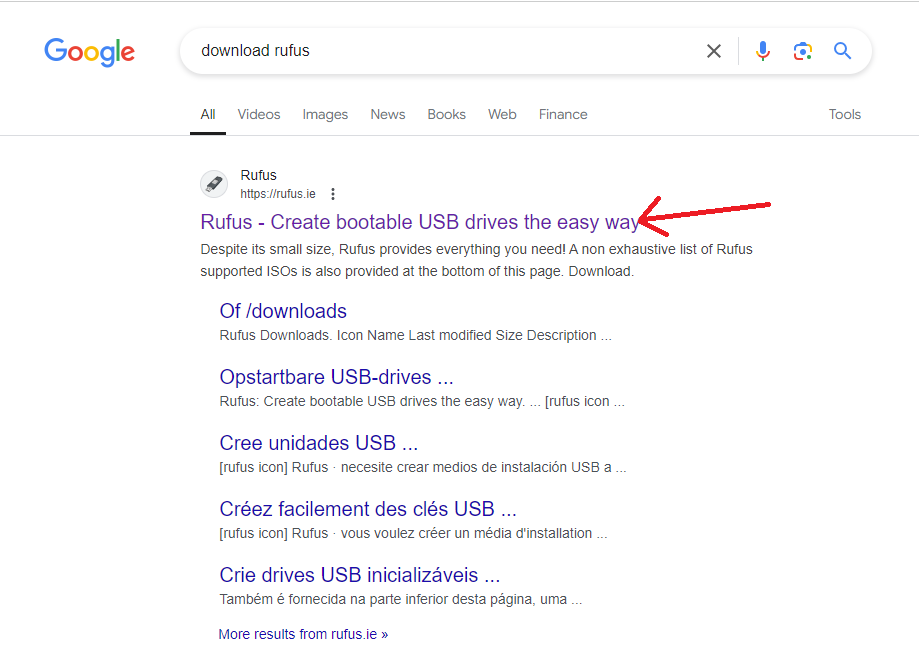 Google
download rufus
All Videos Images News Books Web Finance Tools
Rufus
https://rufus.ie
Rufus - Create bootable USB drives the easy way
Despite its small size, Rufus provides everything you need! A non exhaustive list of Rufus
supported ISOs is also provided at the bottom of this page. Download.
Of /downloads
Rufus Downloads. Icon Name Last modified Size Description ...
Opstartbare USB-drives ...
Rufus: Create bootable USB drives the easy way. ... [rufus icon ...
Cree unidades USB ...
[rufus icon] Rufus · necesite crear medios de instalación USB a ...
Créez facilement des clés USB ...
[rufus icon] Rufus · vous voulez créer un média d'installation ...
Crie drives USB inicializáveis ...
Também é fornecida na parte inferior desta página, uma ...
More results from rufus.ie »